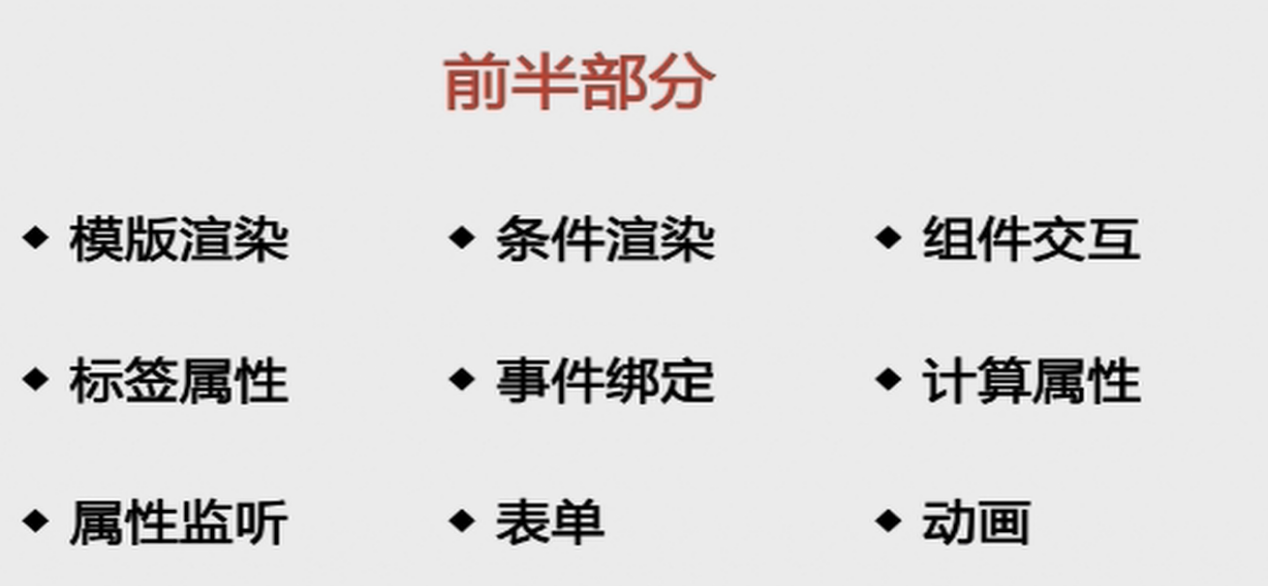 前半部分
◆ 模版渲染 ◆ 条件渲染 ◆ 组件交互
◆ 标签属性 ◆ 事件绑定 ◆ 计算属性
◆ 属性监听 ◆ 表单 ◆ 动画